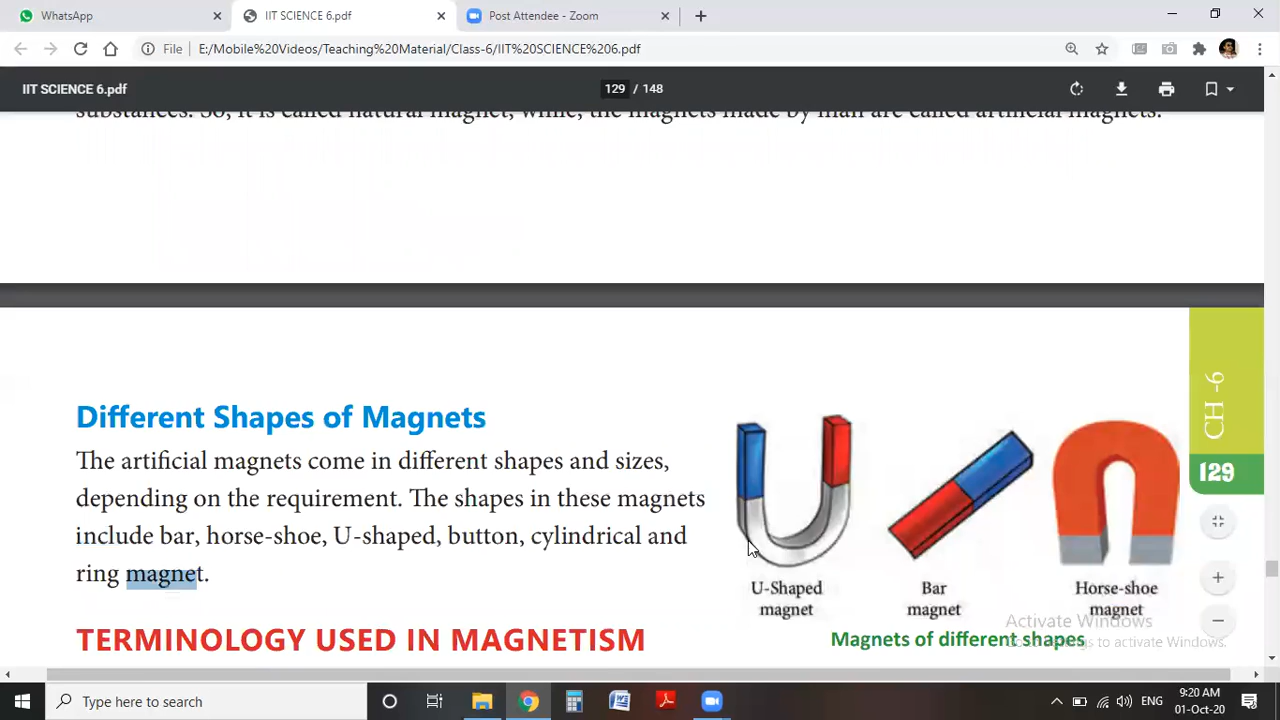 WhatsApp
IIT SCIENCE 6.pdf
Post Attendee - Zoom
File
E:/Mobile%20Videos/Teaching%20Material/Class-6/IIT%20SCIENCE%206.pdf
IIT SCIENCE 6.pdf
129 / 148
substances. So, it is called natural magnet, while, the magnets made by man are called artificial magnets.
CH -6
129
Different Shapes of Magnets
The artificial magnets come in different shapes and sizes,
depending on the requirement. The shapes in these magnets
include bar, horse-shoe, U-shaped, button, cylindrical and
ring magnet.
U-Shaped
magnet
Bar
magnet
Horse-shoe
magnet
Magnets of different shapes
TERMINOLOGY USED IN MAGNETISM
Activate Windows
Go to Settings to activate Windows.
Type here to search
ENG
9:20 AM
01-Oct-20